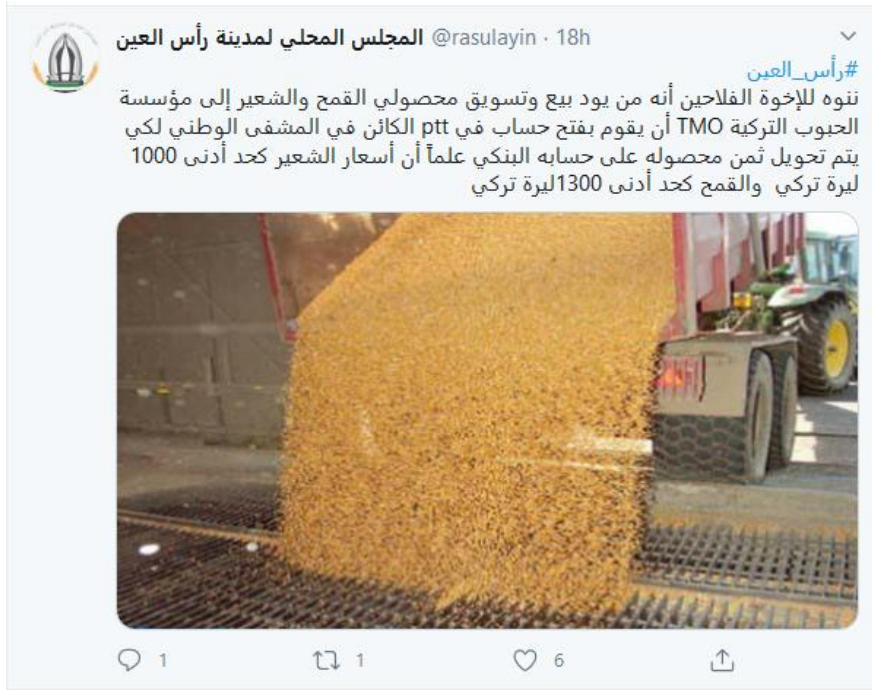 المجلس المحلي لمدينة رأس العين @rasulayin · 18h
#رأس_العين
ننوه للإخوة الفلاحين أنه من يود بيع وتسويق محصولي القمح والشعير إلى مؤسسة
الحبوب التركية TMO أن يقوم بفتح حساب في ptt الكائن في المشفى الوطني لكي
يتم تحويل ثمن محصوله على حسابه البنكي علماً أن أسعار الشعير كحد أدنى 1000
ليرة تركي والقمح كحد أدنى 1300ليرة تركي
1 1 6